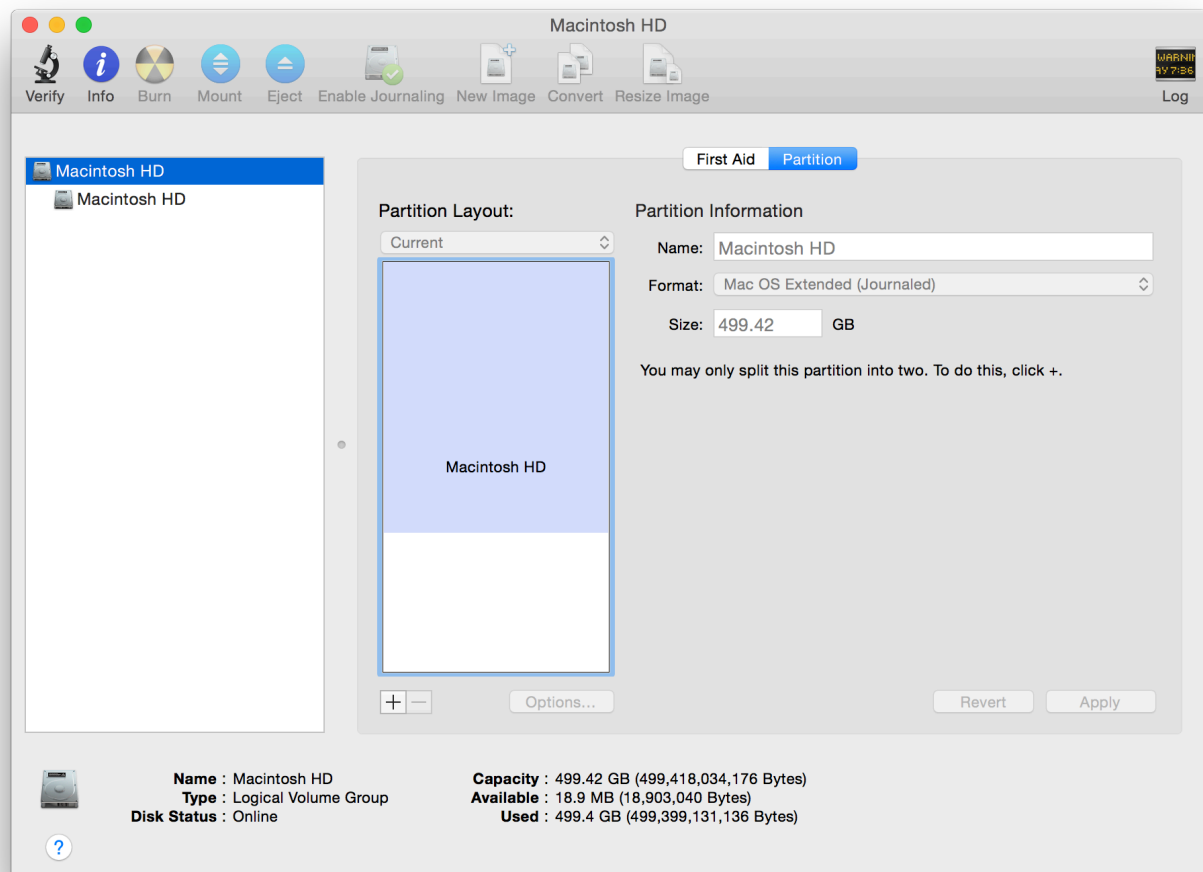 Macintosh HD
Verify Info Burn Mount Eject Enable Journaling New Image Convert Resize Image Log
Macintosh HD
Macintosh HD
First Aid Partition
Partition Layout:
Current
Macintosh HD
Options...
Partition Information
Name: Macintosh HD
Format: Mac OS Extended (Journaled)
Size: 499.42 GB
You may only split this partition into two. To do this, click +.
Revert Apply
Name : Macintosh HD
Type : Logical Volume Group
Disk Status : Online
Capacity : 499.42 GB (499,418,034,176 Bytes)
Available : 18.9 MB (18,903,040 Bytes)
Used : 499.4 GB (499,399,131,136 Bytes)
?